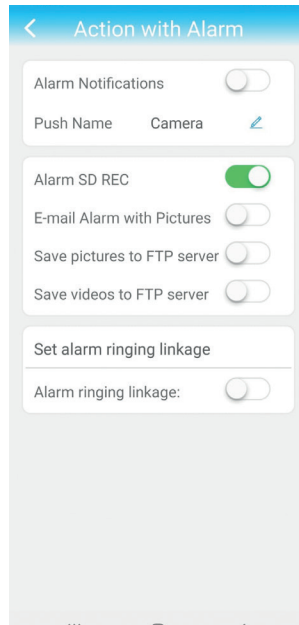 Action with Alarm
Alarm Notifications
Push Name Camera
Alarm SD REC
E-mail Alarm with Pictures
Save pictures to FTP server
Save videos to FTP server
Set alarm ringing linkage
Alarm ringing linkage: